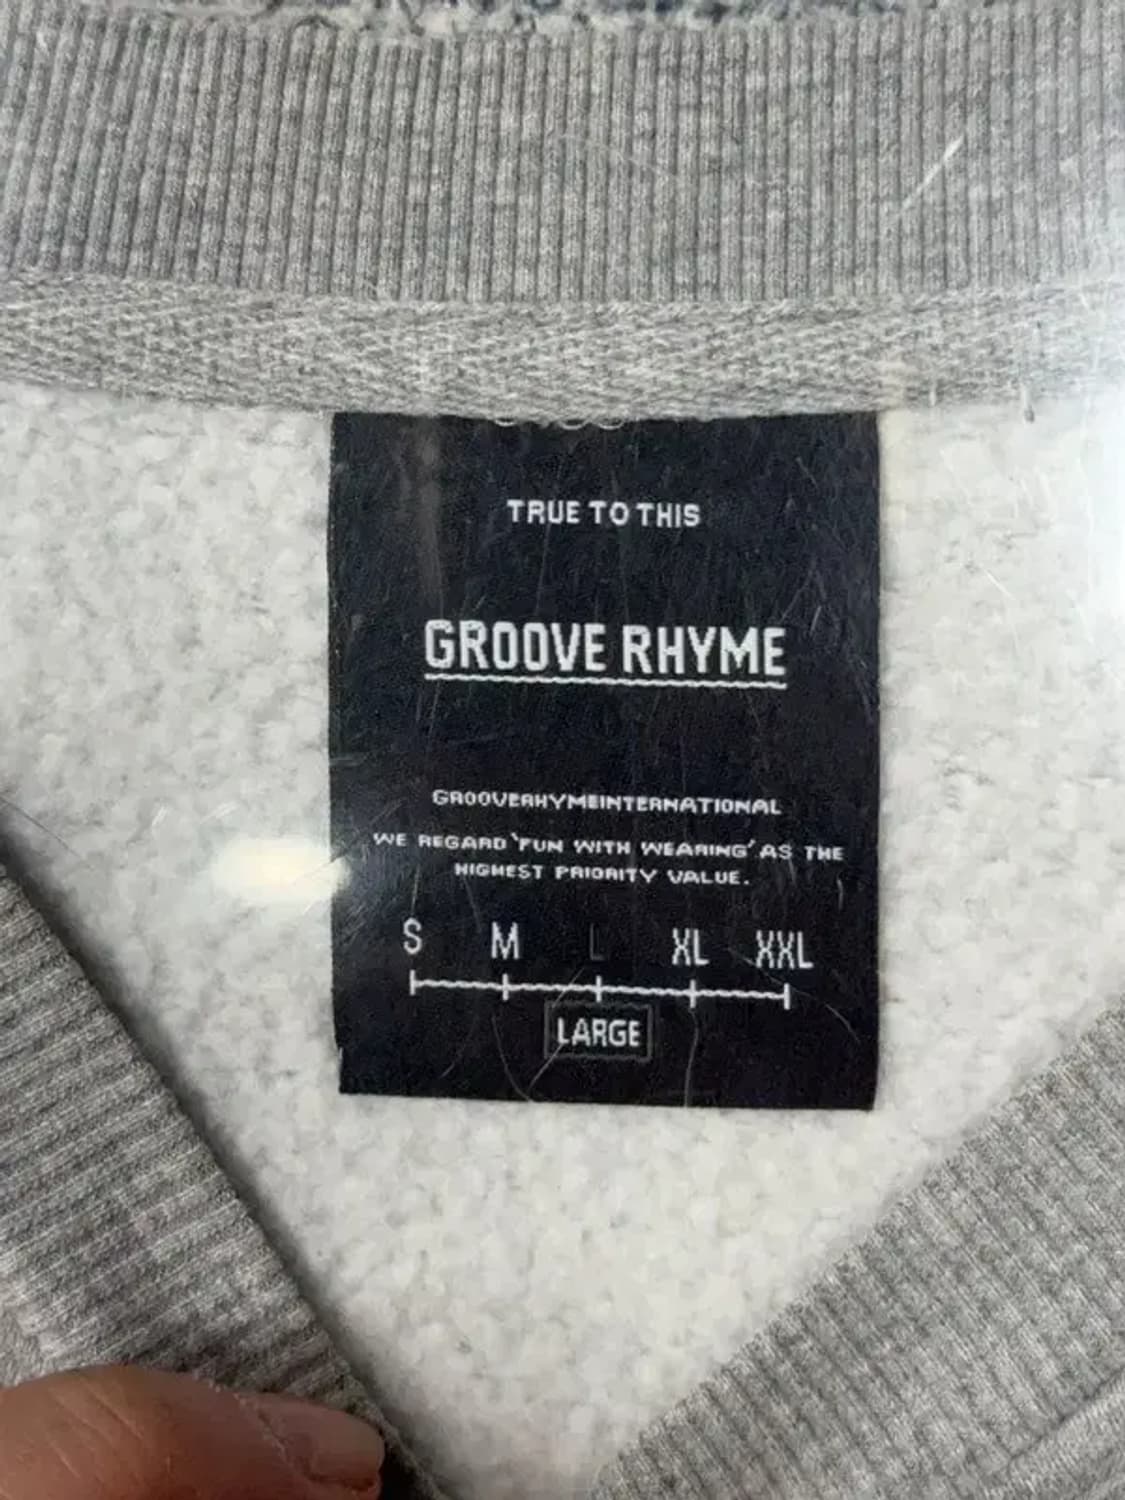 TRUE TO THIS
GROOVE RHYME
GROOVERHYMEINTERNATIONAL
WE REGARD 'FUN WITH WEARING' AS THE
HIGHEST PRIORITY VALUE.
S M L XL XXL
LARGE